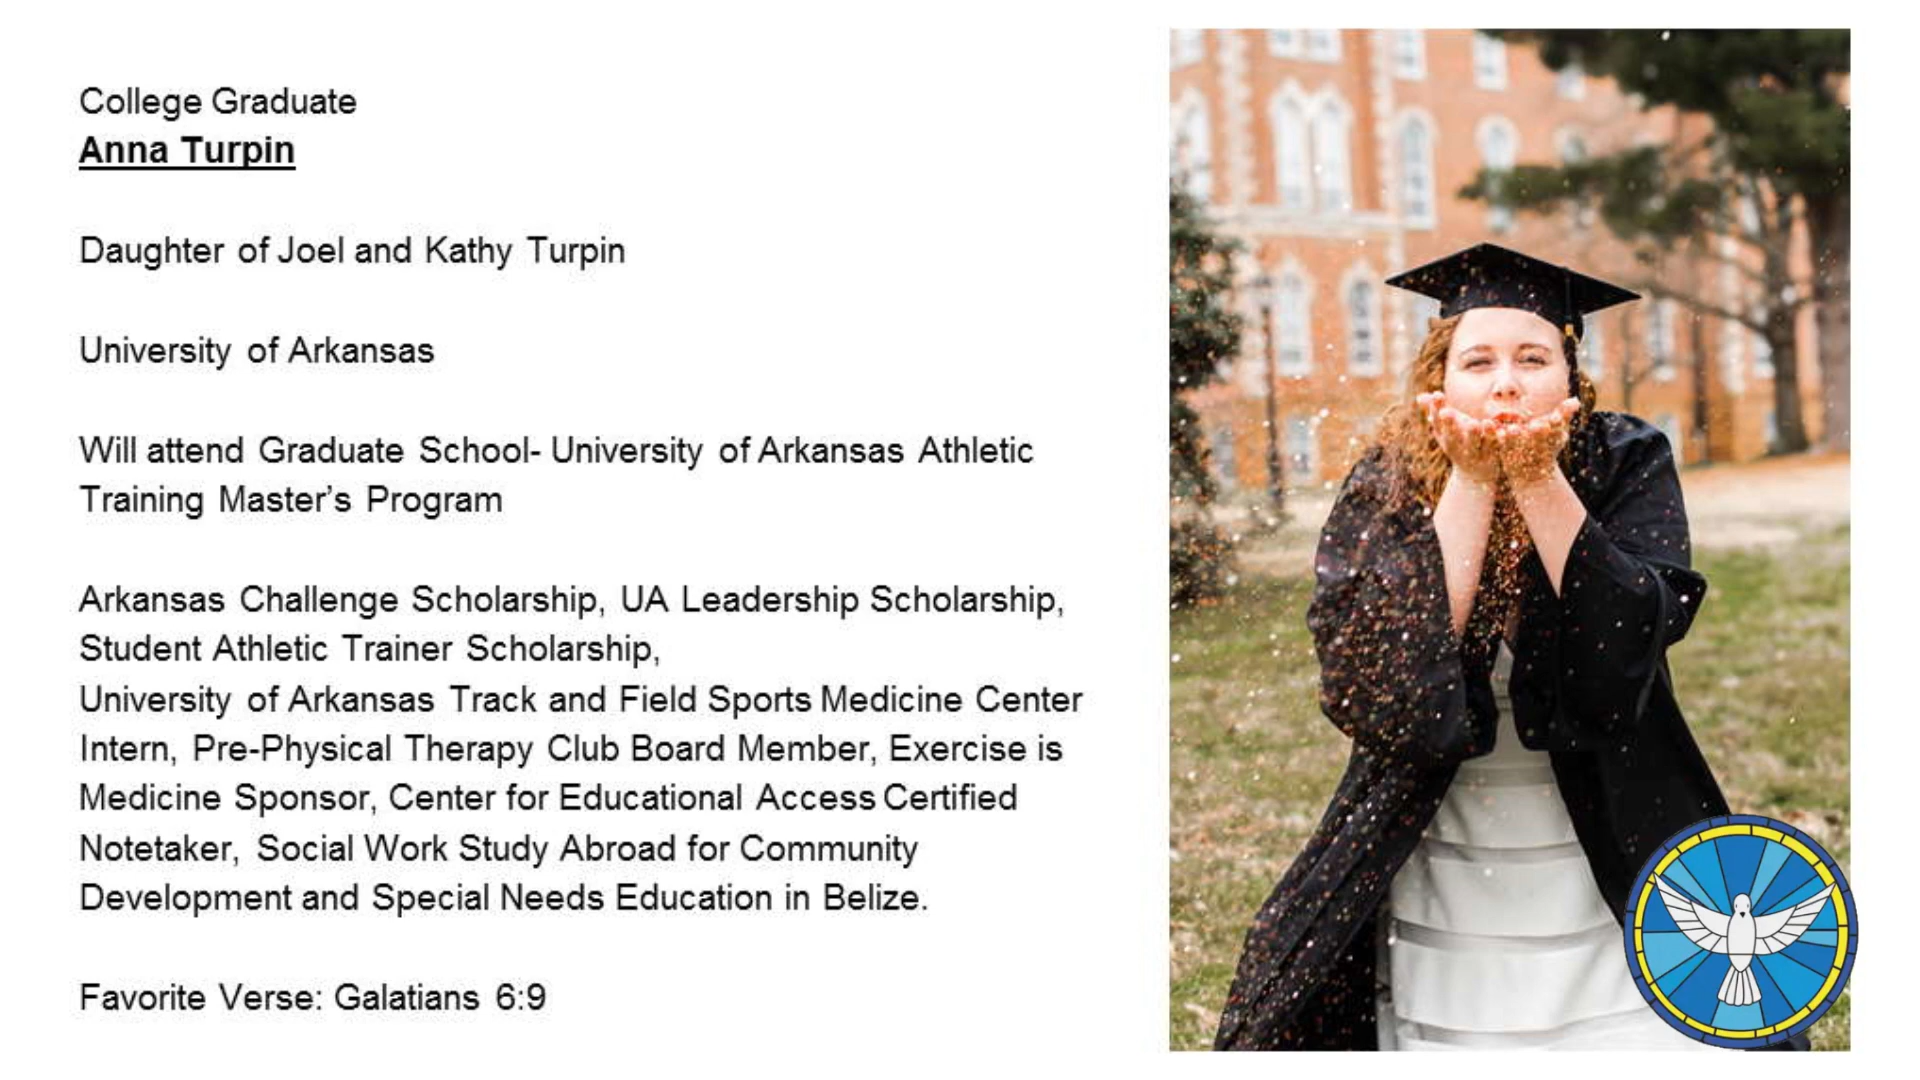 College Graduate
Anna Turpin
Daughter of Joel and Kathy Turpin
University of Arkansas
Will attend Graduate School- University of Arkansas Athletic
Training Master’s Program
Arkansas Challenge Scholarship, UA Leadership Scholarship,
Student Athletic Trainer Scholarship,
University of Arkansas Track and Field Sports Medicine Center
Intern, Pre-Physical Therapy Club Board Member, Exercise is
Medicine Sponsor, Center for Educational Access Certified
Notetaker, Social Work Study Abroad for Community
Development and Special Needs Education in Belize.
Favorite Verse: Galatians 6:9